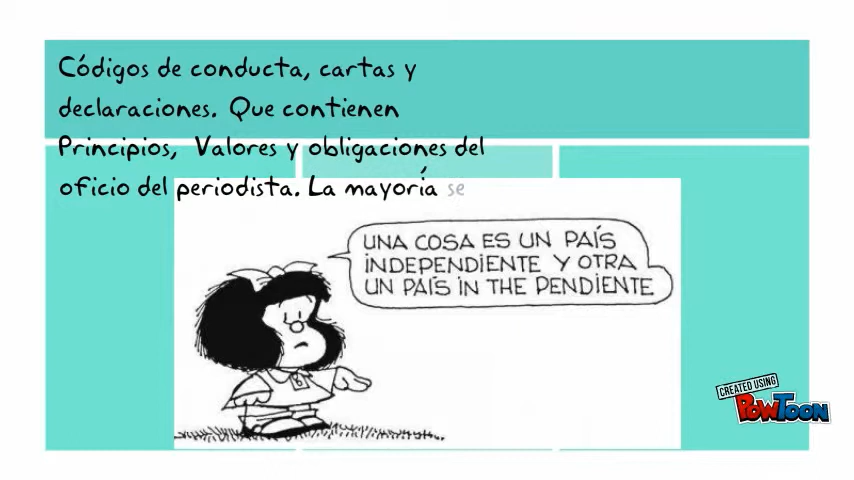 Códigos de conducta, cartas y
declaraciones. Que contienen
Principios, Valores y obligaciones del
oficio del periodista. La mayoría se
UNA COSA ES UN PAÍS
INDEPENDIENTE Y OTRA
UN PAÍS IN THE PENDIENTE
CREATED USING
POWTOON